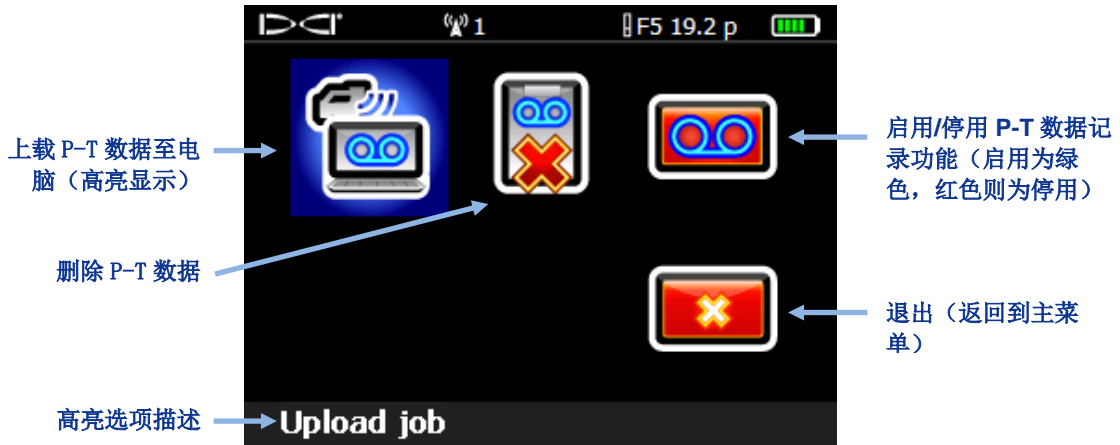 DCI
1
F5 19.2 p
上载 P-T 数据至电
脑（高亮显示）
启用/停用 P-T 数据记
录功能（启用为绿
色，红色则为停用）
删除 P-T 数据
退出（返回到主菜
单）
高亮选项描述
Upload job